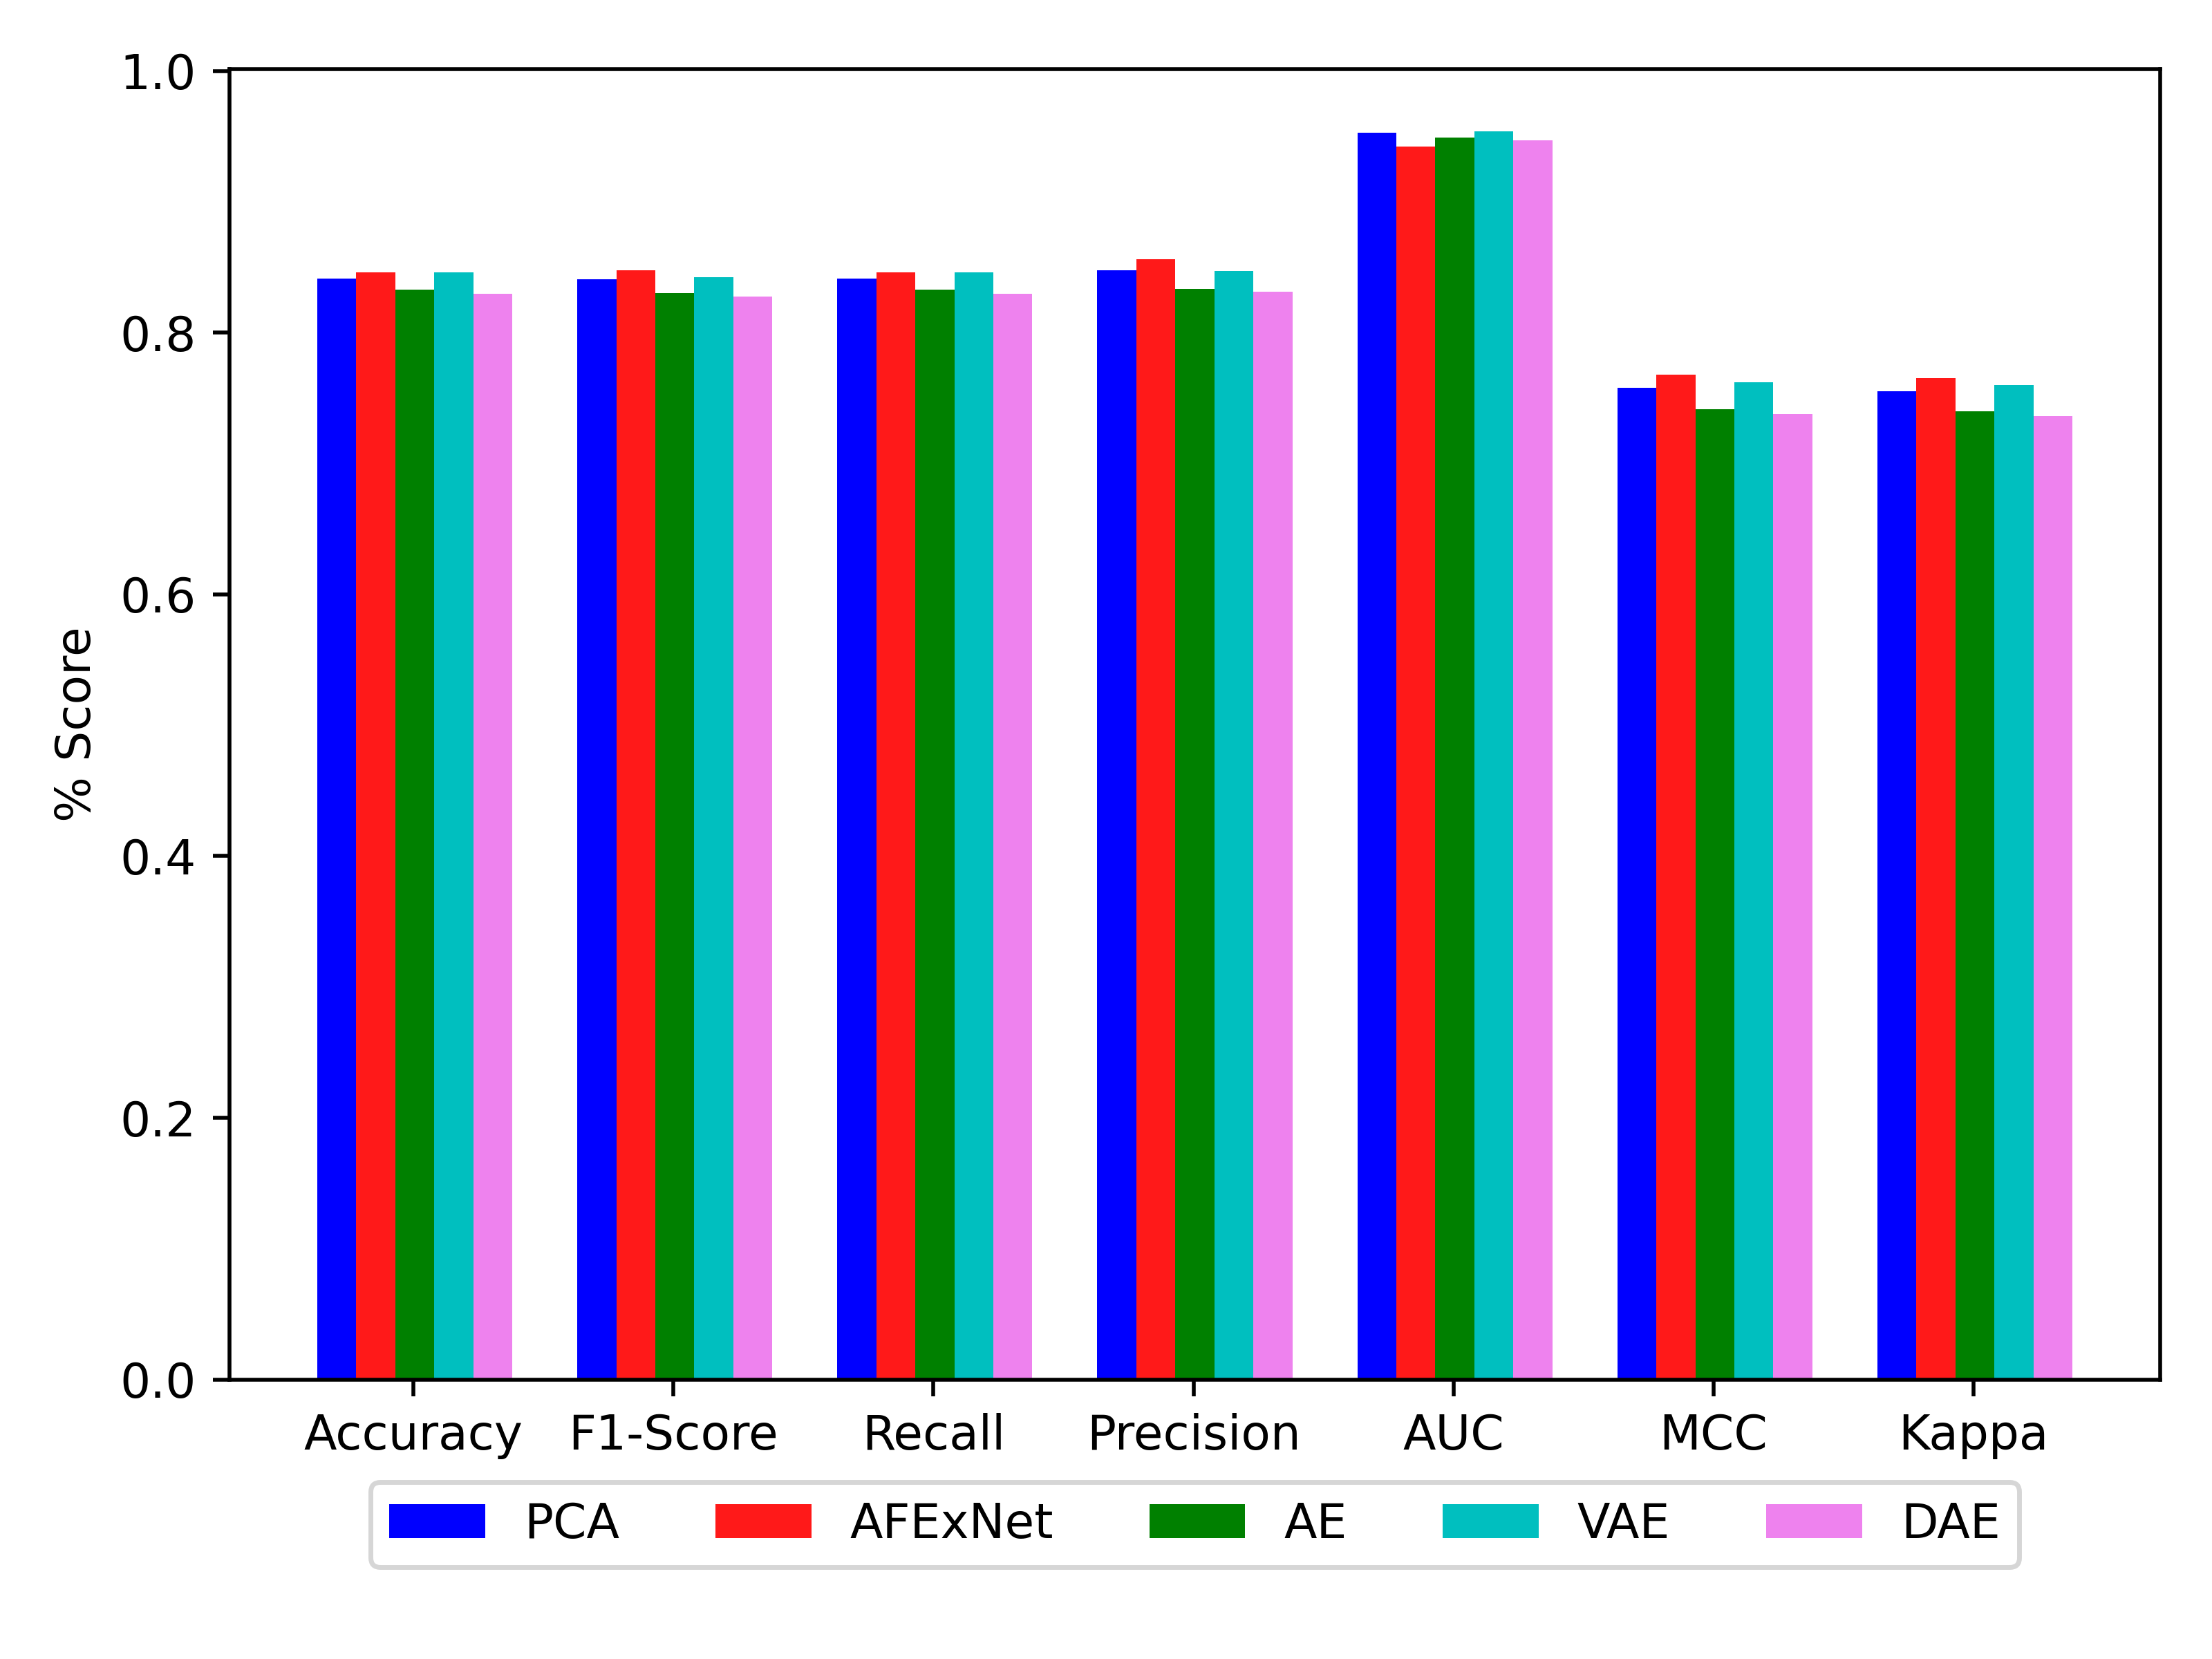 1.0
0.8
0.6
0.4
0.2
0.0
% Score
Accuracy F1-Score Recall Precision AUC MCC Kappa
PCA AFExNet AE VAE DAE